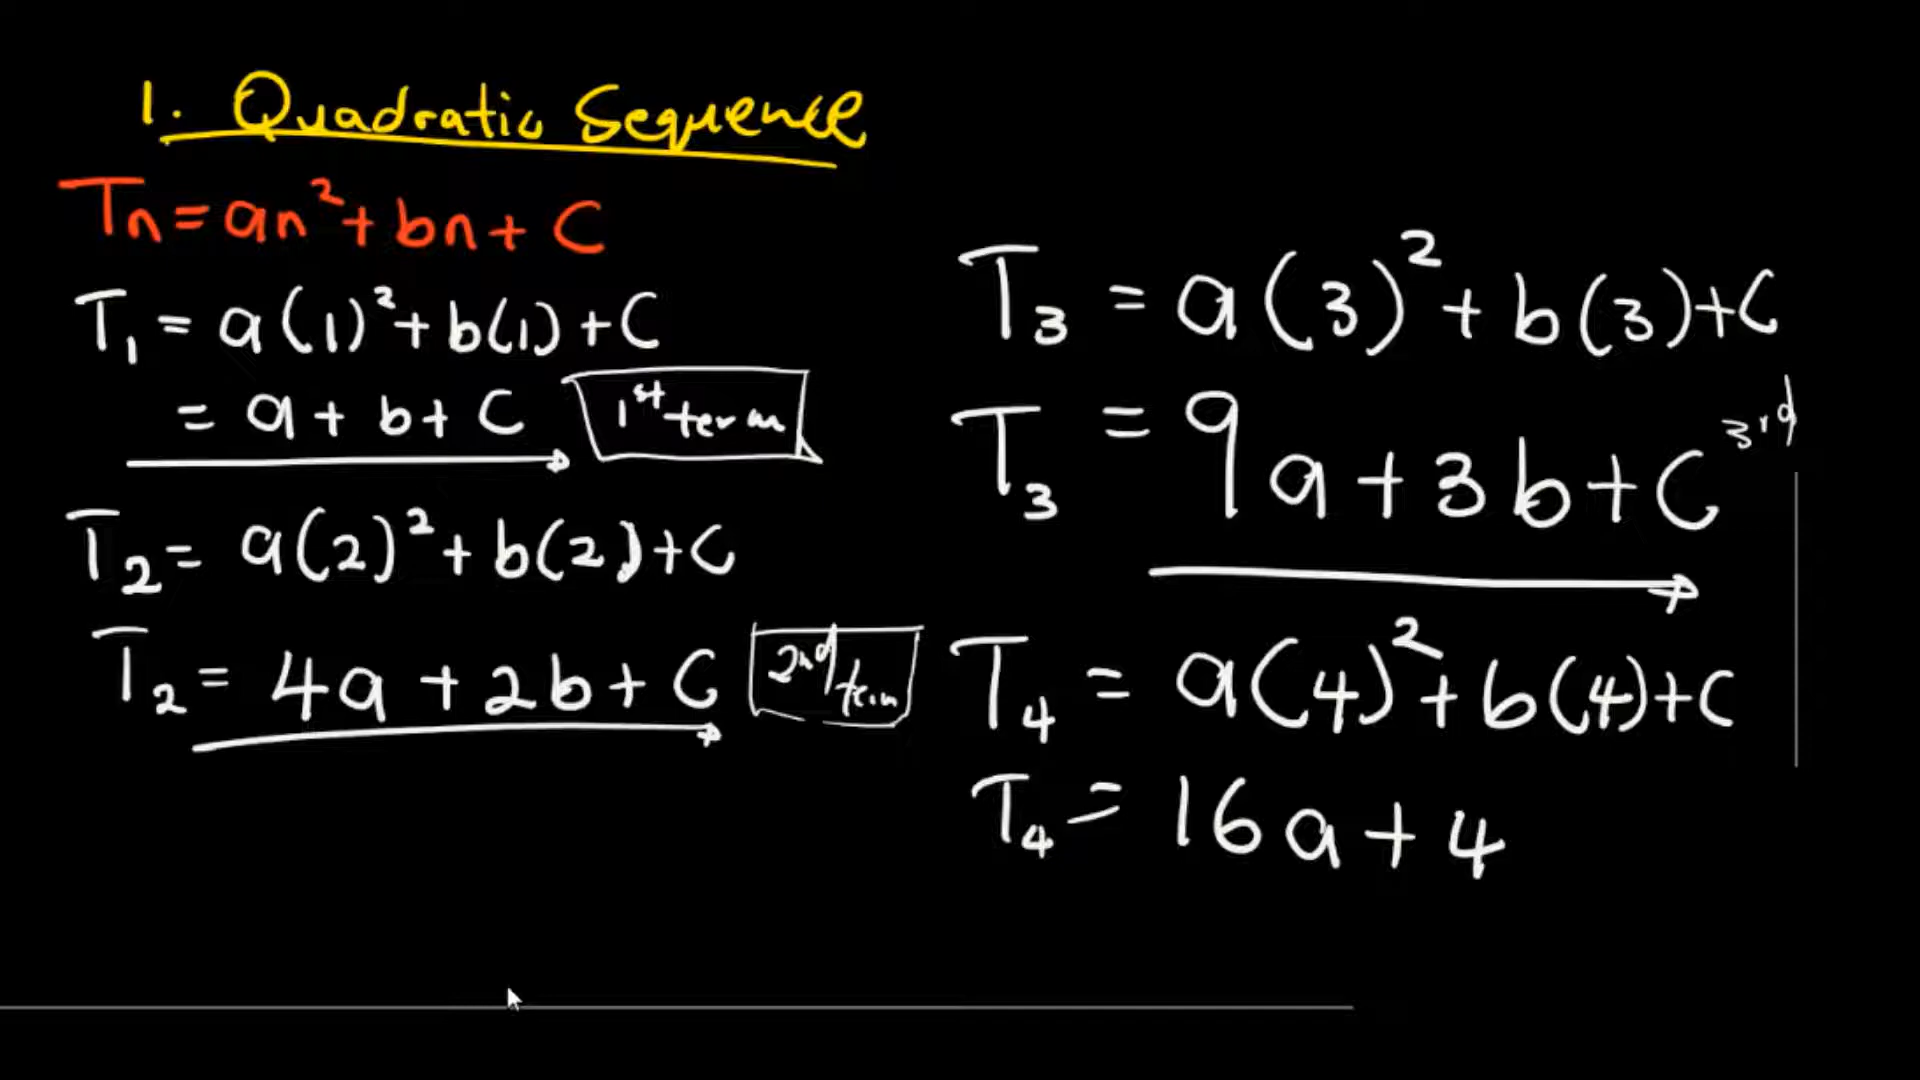 1. Quadratic Sequence
Tn = an² + bn + C
T₁ = a(1)² + b(1) + C
= a + b + C 1st term
T₂ = a(2)² + b(2) + C
T₂ = 4a + 2b + C 2nd term
T₃ = a(3)² + b(3) + C
T₃ = 9a + 3b + C 3rd
T₄ = a(4)² + b(4) + C
T₄ = 16a + 4